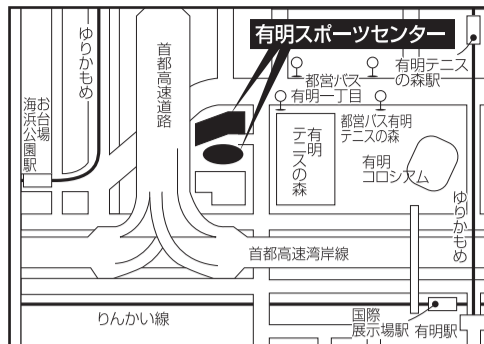 有明スポーツセンター
ゆりかもめ
首都高速道路
お台場
海浜公園駅
都営バス
有明一丁目
有明テニス
の森駅
都営バス有明
テニスの森
有明
テニスの森
有明
コロシアム
ゆりかもめ
首都高速湾岸線
りんかい線
国際
展示場駅
有明駅